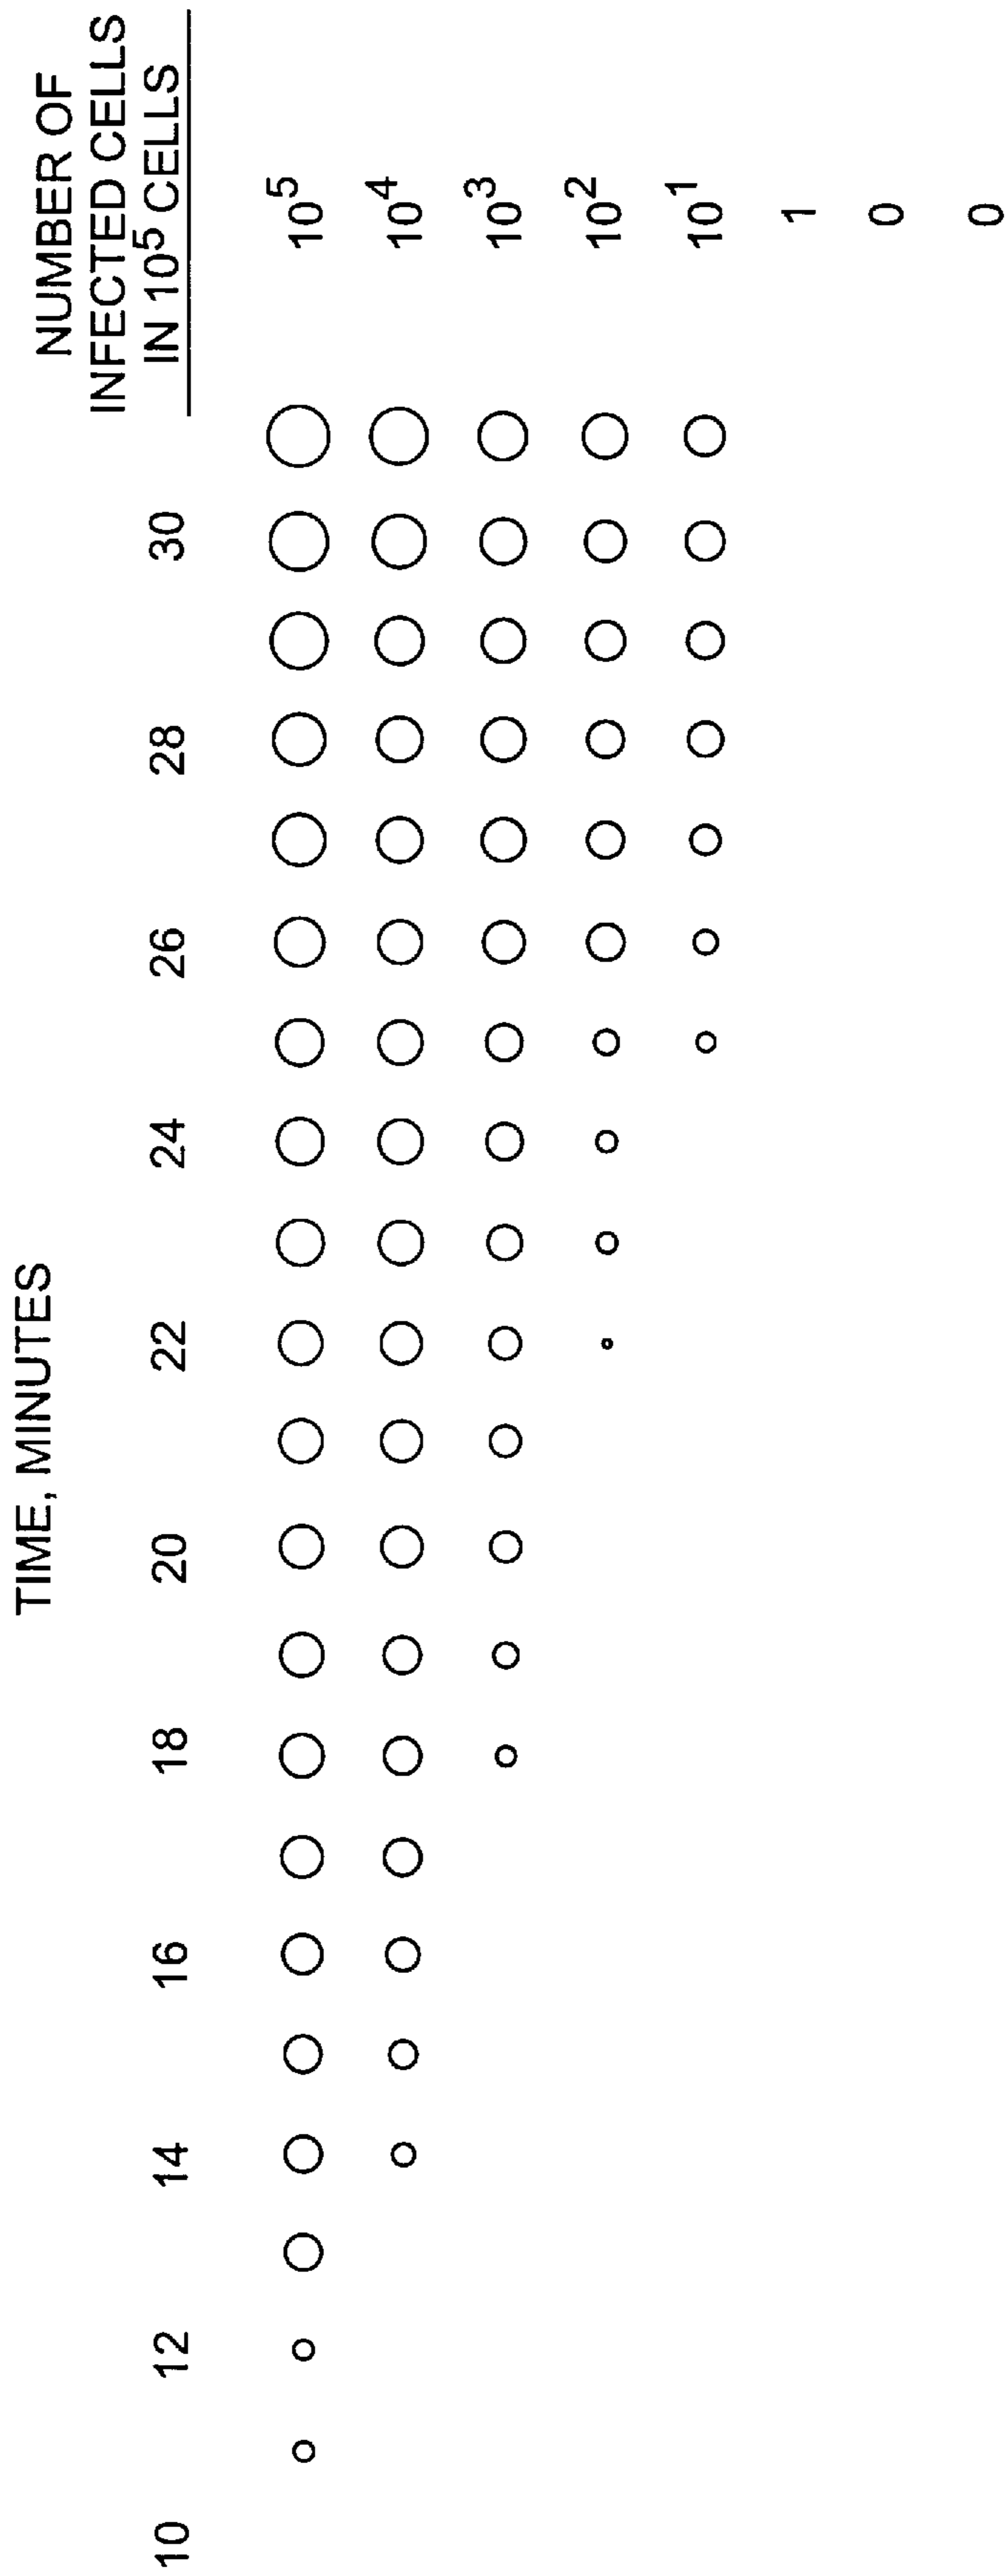 TIME, MINUTES
10 12 14 16 18 20 22 24 26 28 30
NUMBER OF
INFECTED CELLS
IN 10⁵ CELLS
10⁵
10⁴
10³
10²
10¹
1
0
0